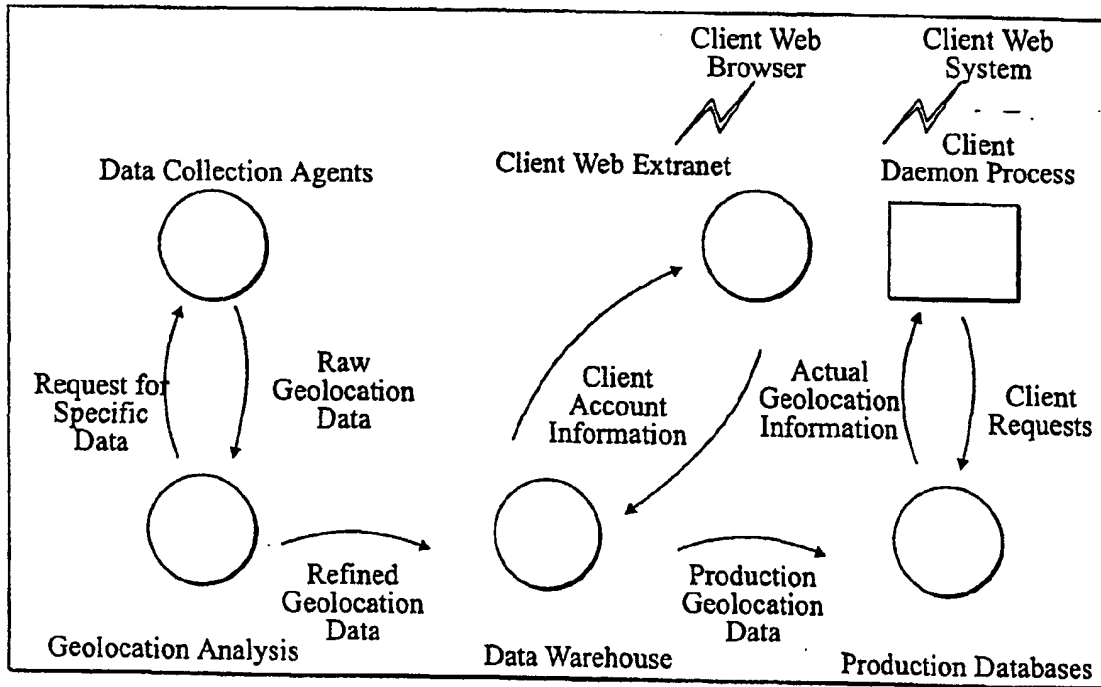 Client Web
Browser
Client Web
System
Client Web Extranet
Client
Daemon Process
Data Collection Agents
Request for
Specific
Data
Raw
Geolocation
Data
Client
Account
Information
Actual
Geolocation
Information
Client
Requests
Refined
Geolocation
Data
Production
Geolocation
Data
Geolocation Analysis
Data Warehouse
Production Databases